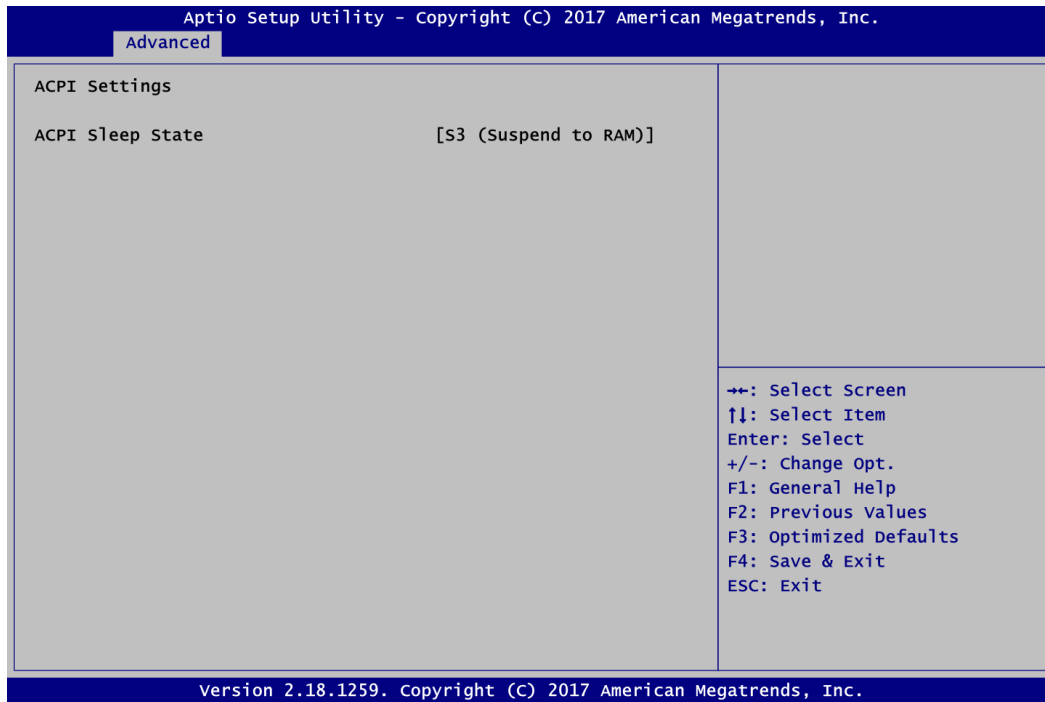 Aptio Setup Utility - Copyright (C) 2017 American Megatrends, Inc.
Advanced
ACPI Settings
ACPI Sleep State [S3 (Suspend to RAM)]
→←: Select Screen
↑↓: Select Item
Enter: Select
+/-: Change Opt.
F1: General Help
F2: Previous Values
F3: Optimized Defaults
F4: Save & Exit
ESC: Exit
Version 2.18.1259. Copyright (C) 2017 American Megatrends, Inc.